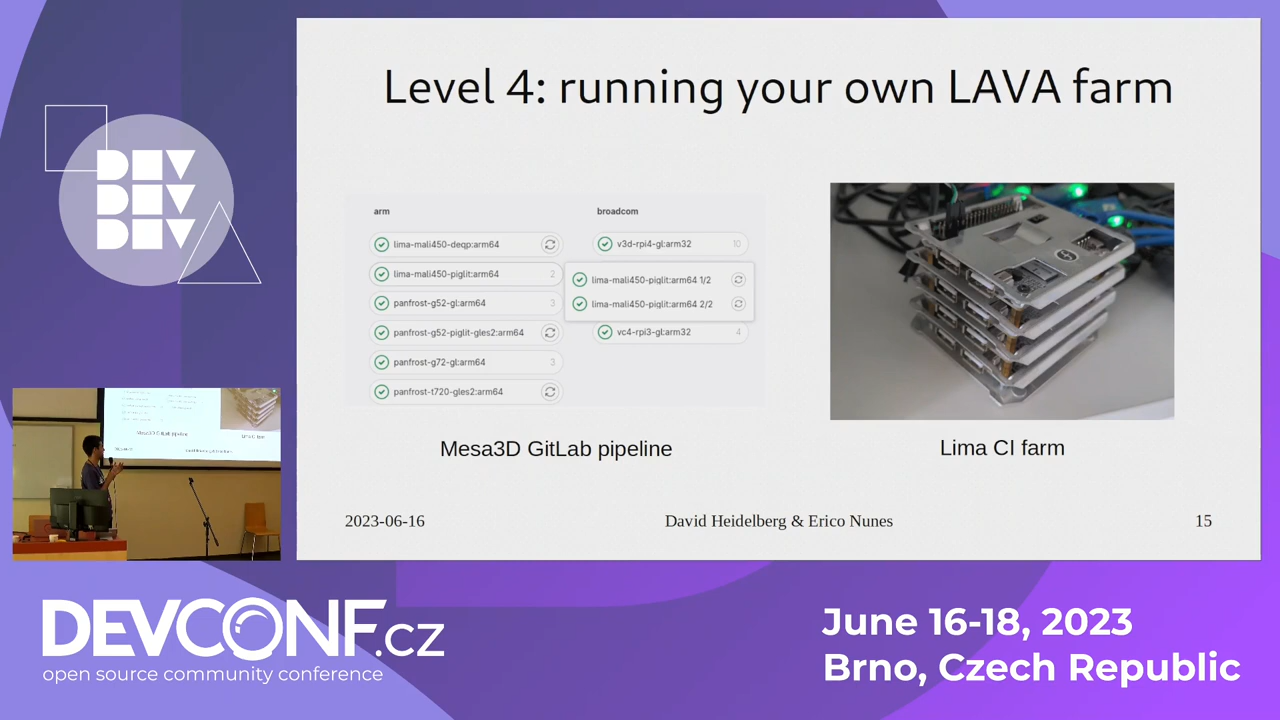 Level 4: running your own LAVA farm
arm
broadcom
lima-mali450-deqp:arm64
v3d-rpi4-gl:arm32 10
lima-mali450-piglit:arm64 2
lima-mali450-piglit:arm64 1/2
panfrost-g52-gl:arm64 3
lima-mali450-piglit:arm64 2/2
panfrost-g52-piglit-gles2:arm64
vc4-rpi3-gl:arm32 4
panfrost-g72-gl:arm64 3
panfrost-t720-gles2:arm64
Mesa3D GitLab pipeline
Lima CI farm
2023-06-16
David Heidelberg & Erico Nunes
15
DEV
DEV
DEV
DEVCONF.cz
open source community conference
June 16-18, 2023
Brno, Czech Republic